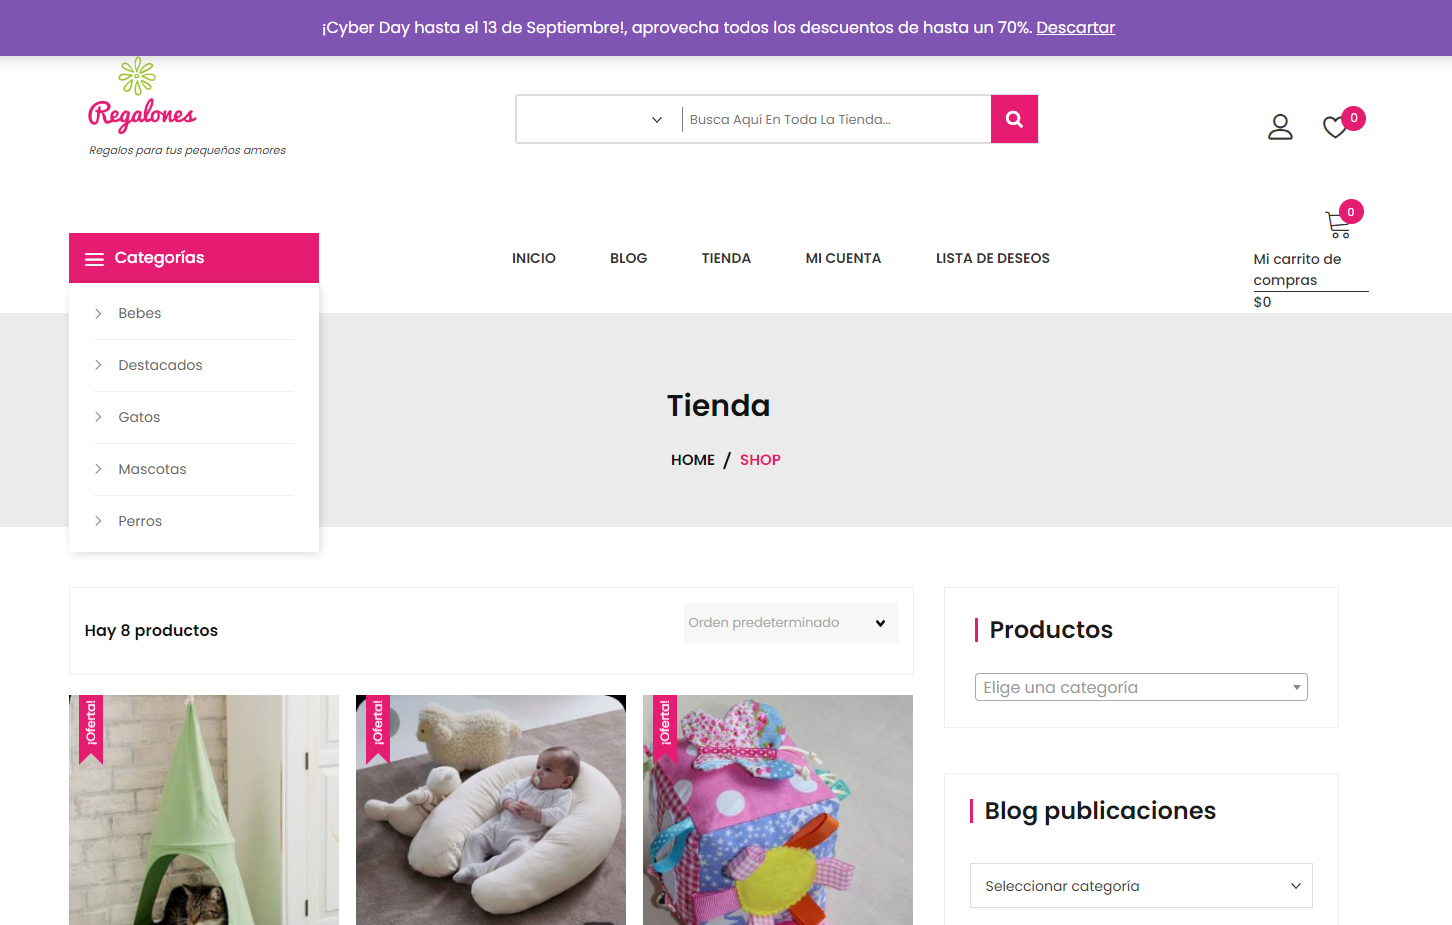 ¡Cyber Day hasta el 13 de Septiembre!, aprovecha todos los descuentos de hasta un 70%. Descartar
Regalones
Regalos para tus pequeños amores
Busca Aquí En Toda La Tienda...
0
0
Mi carrito de
compras
$0
Categorías
INICIO
BLOG
TIENDA
MI CUENTA
LISTA DE DESEOS
Bebes
Destacados
Gatos
Mascotas
Perros
Tienda
HOME / SHOP
Hay 8 productos
Orden predeterminado
¡Oferta!
¡Oferta!
¡Oferta!
Productos
Elige una categoría
Blog publicaciones
Seleccionar categoría